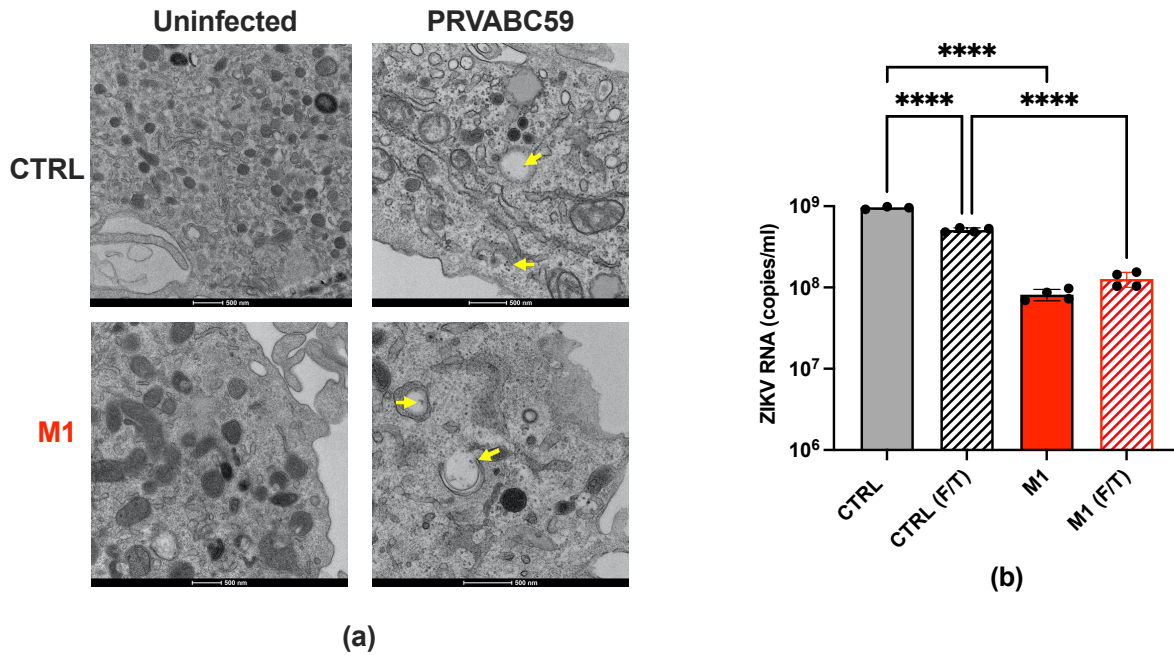 Uninfected
PRVABC59
CTRL
500 nm
500 nm
M1
500 nm
500 nm
(a)
****
**** ****
ZIKV RNA (copies/ml)
10⁹
10⁸
10⁷
10⁶
CTRL
CTRL (F/T)
M1
M1 (F/T)
(b)